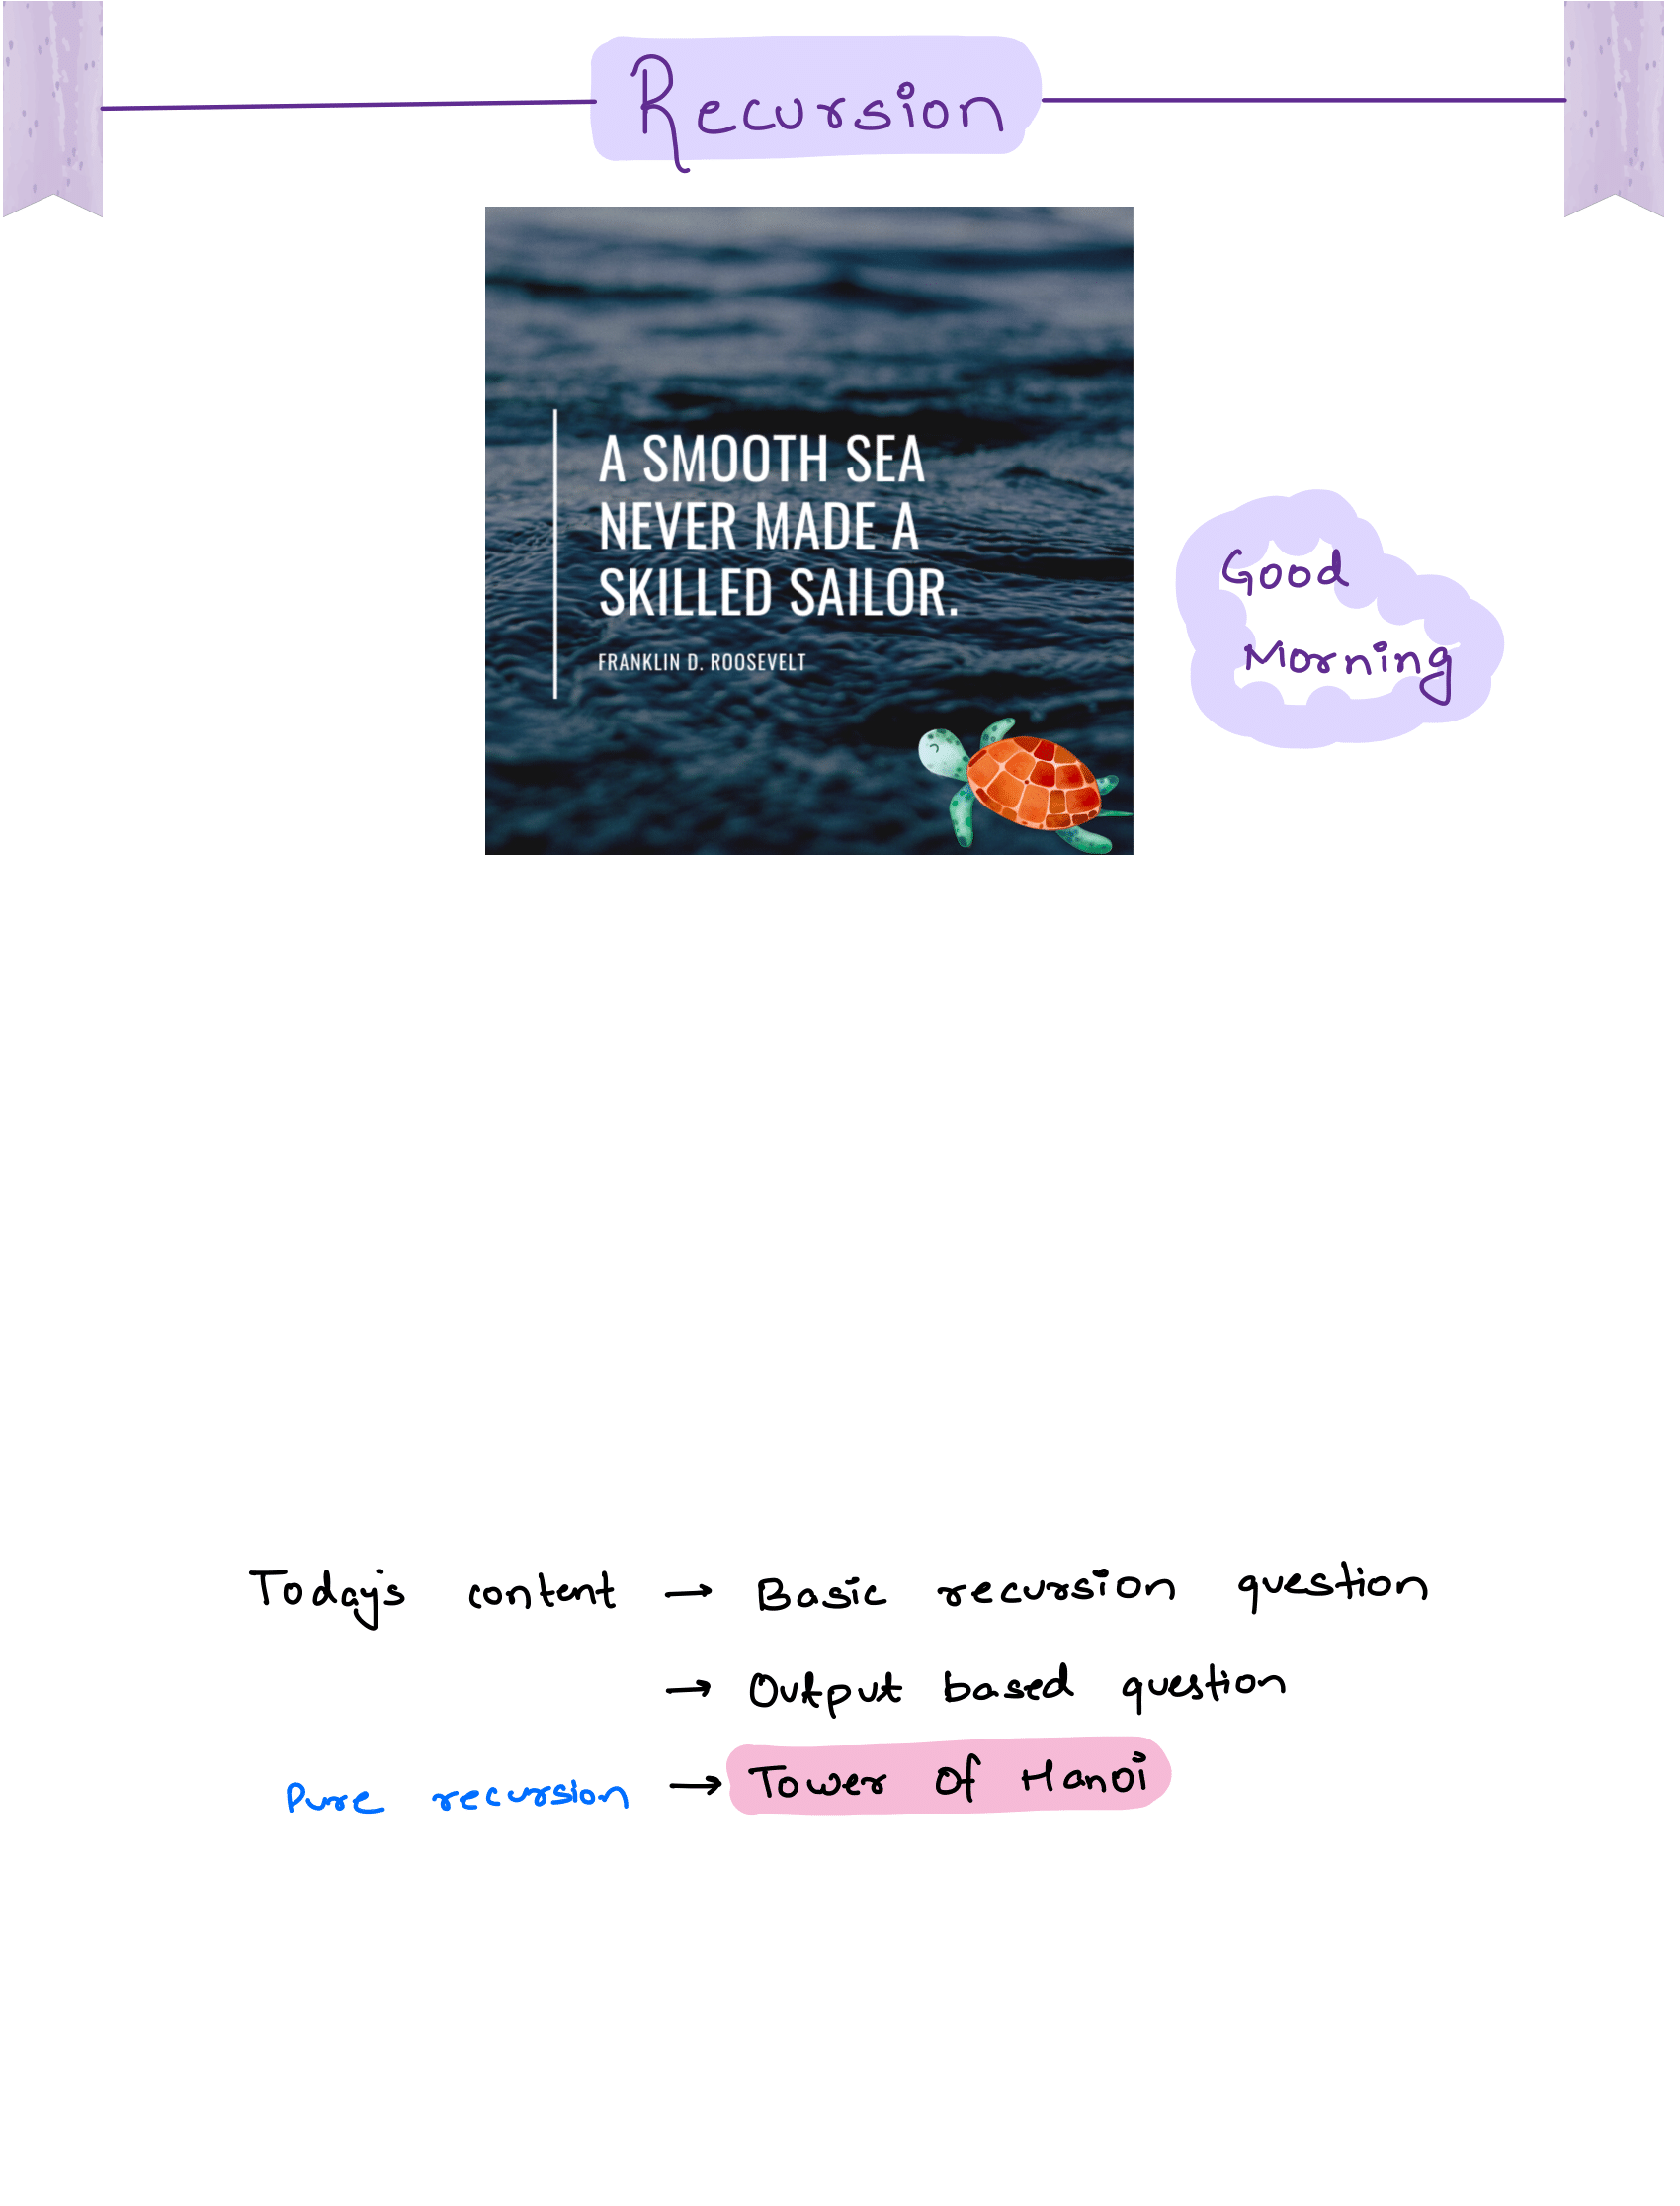 Recursion
A SMOOTH SEA
NEVER MADE A
SKILLED SAILOR.
FRANKLIN D. ROOSEVELT
Good
Morning
Today's content → Basic recursion question
→ Output based question
Pure recursion → Tower Of Hanoi